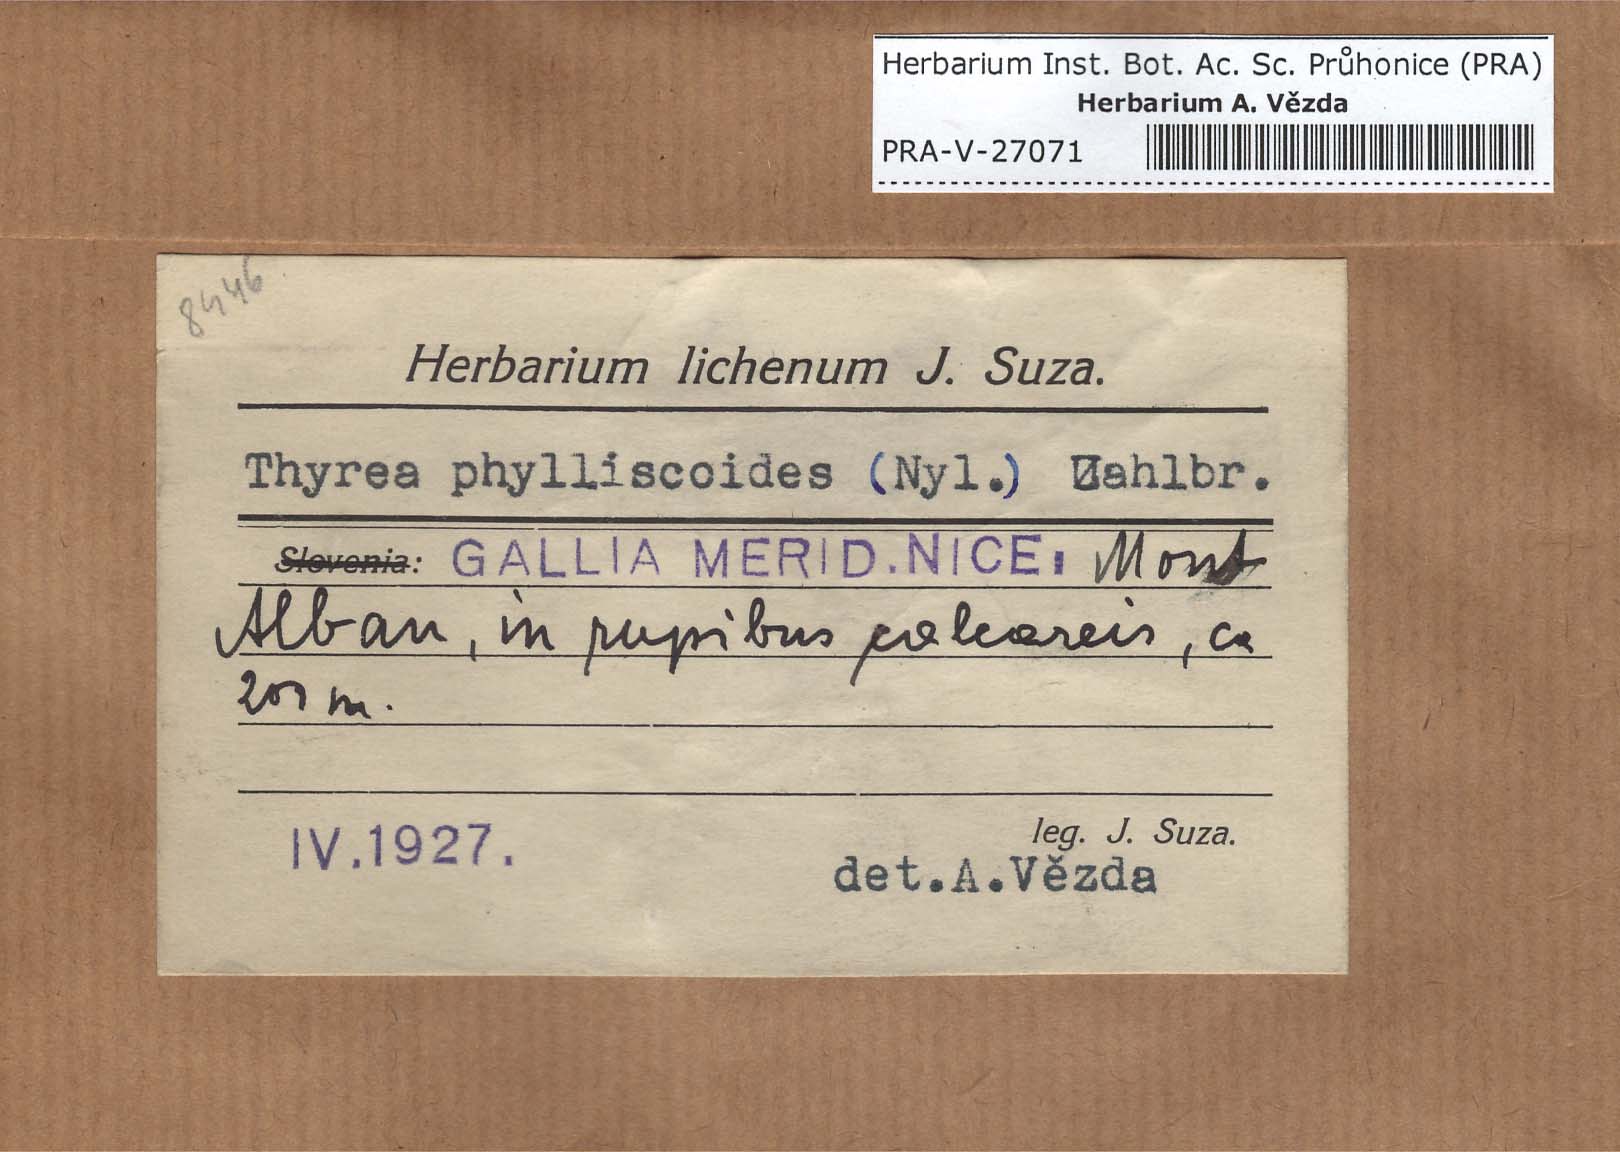 Herbarium Inst. Bot. Ac. Sc. Průhonice (PRA)
Herbarium A. Vězda
PRA-V-27071
8446
Herbarium lichenum J. Suza.
Thyrea phylliscoides (Nyl.) Zahlbr.
Slovenia: GALLIA MERID. NICE: Mont
Alban, in rupibus calcareis, ca
200 m.
IV.1927.
leg. J. Suza.
det.A.Vězda